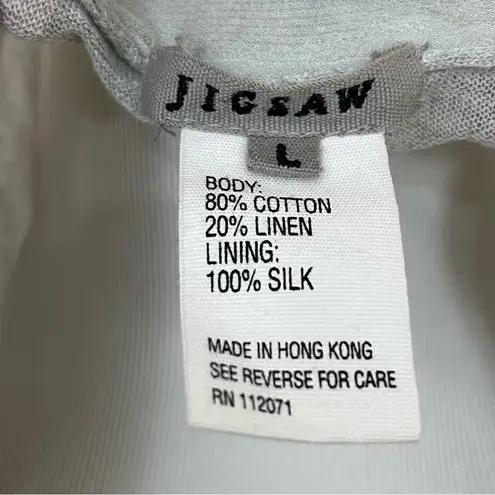 JIGSAW
L
BODY:
80% COTTON
20% LINEN
LINING:
100% SILK
MADE IN HONG KONG
SEE REVERSE FOR CARE
RN 112071